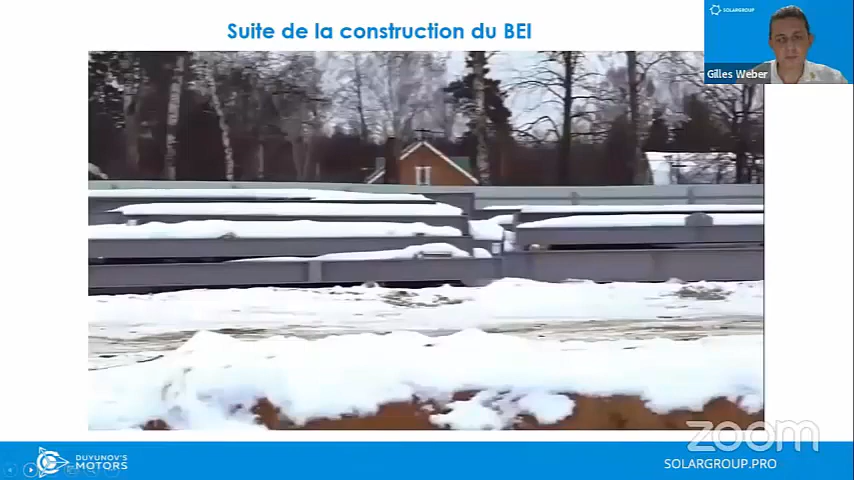 Suite de la construction du BEI
SOLARGROUP
Gilles Weber
zoom
DUYUNOV'S
MOTORS
SOLARGROUP.PRO